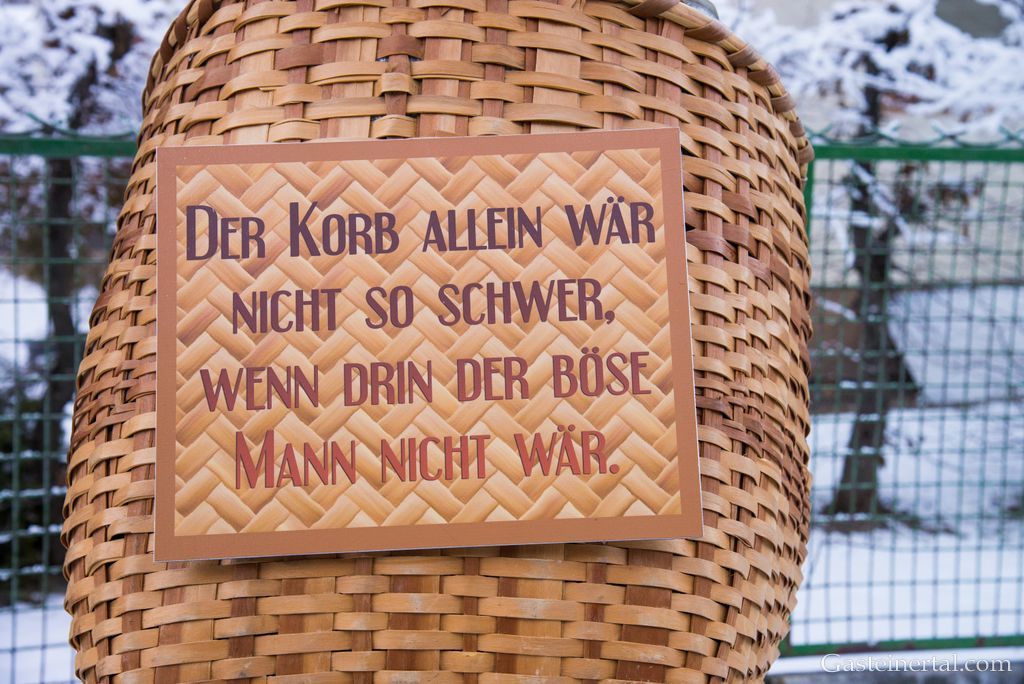 Der Korb allein wär
nicht so schwer,
wenn drin der böse
Mann nicht wär.
Gasteinertal.com